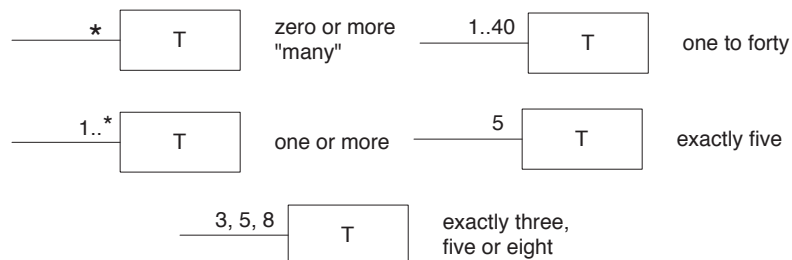 * T zero or more 1..40 T one to forty
"many"
1..* T one or more 5 T exactly five
3, 5, 8 T exactly three,
five or eight